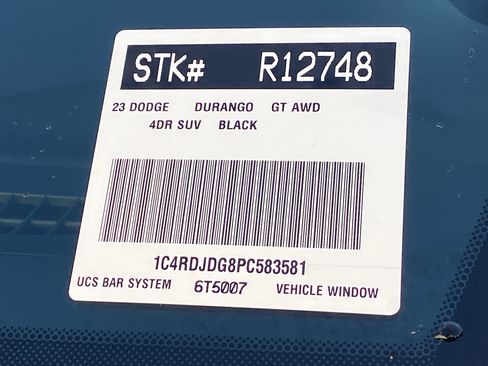 STK# R12748
23 DODGE DURANGO GT AWD
4DR SUV BLACK
1C4RDJDG8PC583581
UCS BAR SYSTEM 6T5007 VEHICLE WINDOW